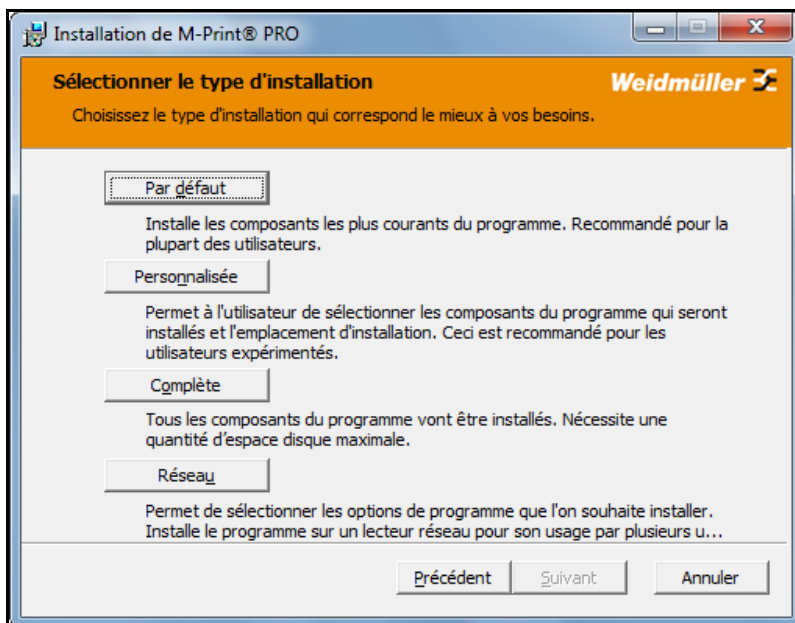 Installation de M-Print® PRO
Sélectionner le type d'installation
Weidmüller
Choisissez le type d'installation qui correspond le mieux à vos besoins.
Par défaut
Installe les composants les plus courants du programme. Recommandé pour la
plupart des utilisateurs.
Personnalisée
Permet à l'utilisateur de sélectionner les composants du programme qui seront
installés et l'emplacement d'installation. Ceci est recommandé pour les
utilisateurs expérimentés.
Complète
Tous les composants du programme vont être installés. Nécessite une
quantité d’espace disque maximale.
Réseau
Permet de sélectionner les options de programme que l'on souhaite installer.
Installe le programme sur un lecteur réseau pour son usage par plusieurs u...
Précédent
Suivant
Annuler